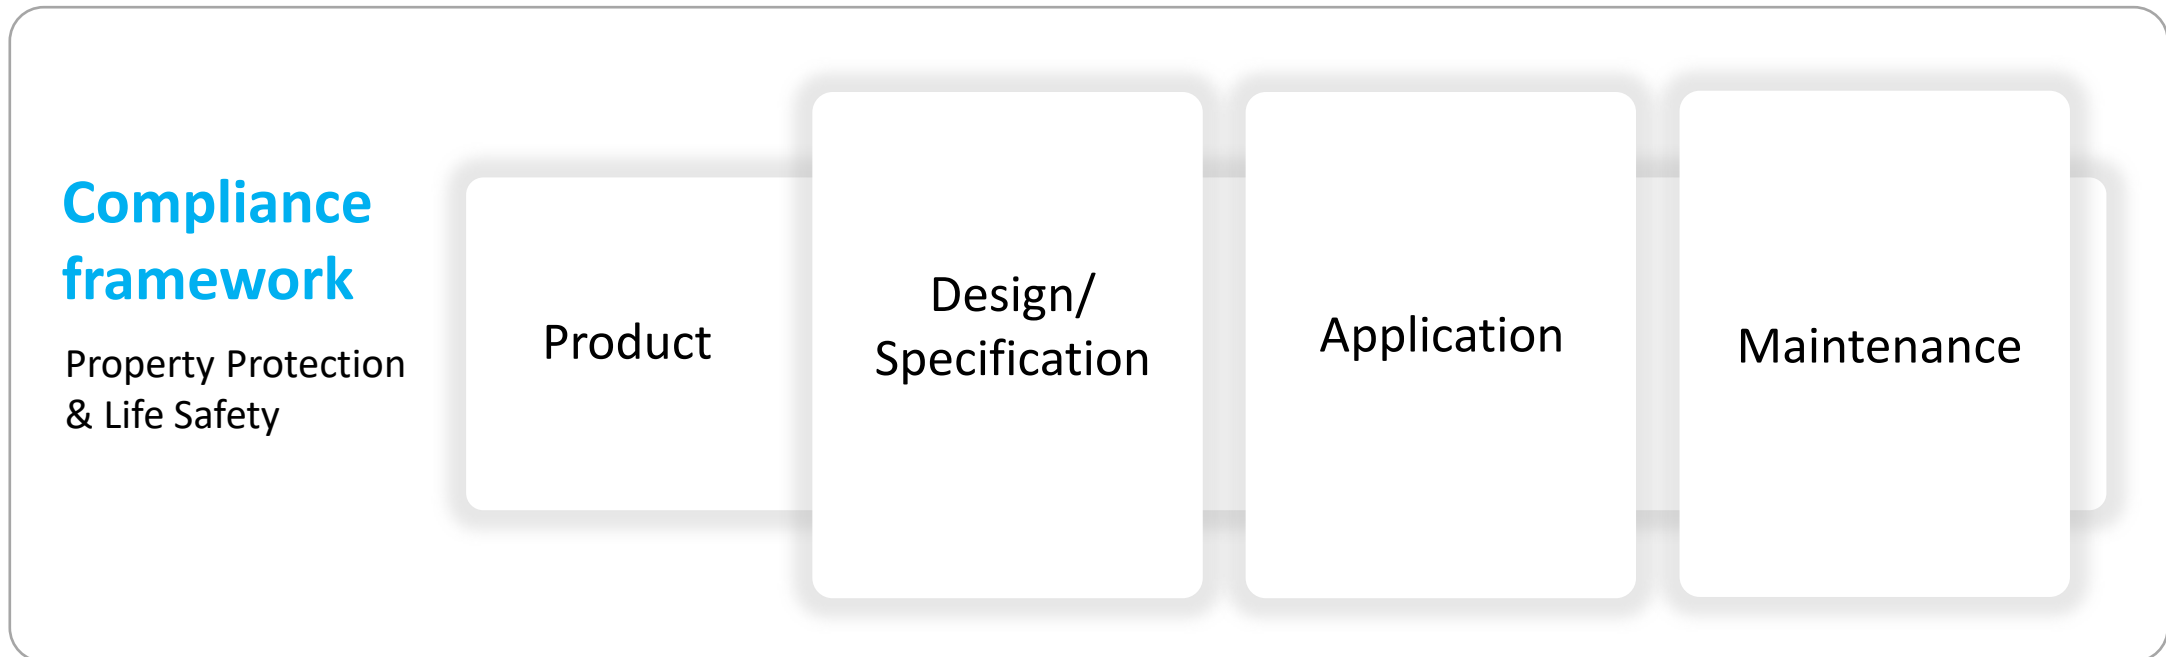 Compliance
framework
Property Protection
& Life Safety
Product
Design/
Specification
Application
Maintenance